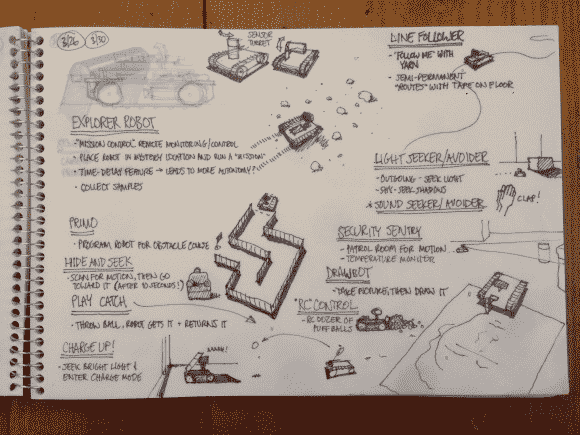 3/26 3/30
SENSOR
TURRET
LINE FOLLOWER
- "FOLLOW ME" WITH
YARN
- SEMI-PERMANENT
"ROUTES" WITH TAPE ON FLOOR
EXPLORER ROBOT
- "MISSION CONTROL" REMOTE MONITORING/CONTROL
- PLACE ROBOT IN MYSTERY LOCATION AND RUN A "MISSION"
- TIME-DELAY FEATURE → LEADS TO MORE AUTONOMY?
- COLLECT SAMPLES
LIGHT SEEKER/AVOIDER
- OUTGOING - SEEK LIGHT
- SHY - SEEK SHADOWS
* SOUND SEEKER/AVOIDER
CLAP!
PRIMO
- PROGRAM ROBOT FOR OBSTACLE COURSE
HIDE AND SEEK
- SCAN FOR MOTION, THEN GO
TOWARD IT (AFTER 10 SECONDS!)
PLAY CATCH
- THROW BALL, ROBOT GETS IT + RETURNS IT
CHARGE UP!
- SEEK BRIGHT LIGHT &
ENTER CHARGE MODE
AAAAH!
SECURITY SENTRY
- PATROL ROOM FOR MOTION
- TEMPERATURE MONITOR
DRAWBOT
- TAKE PICTURE, THEN DRAW IT
"RC" CONTROL
- RC DOZER OF
PUFF BALLS